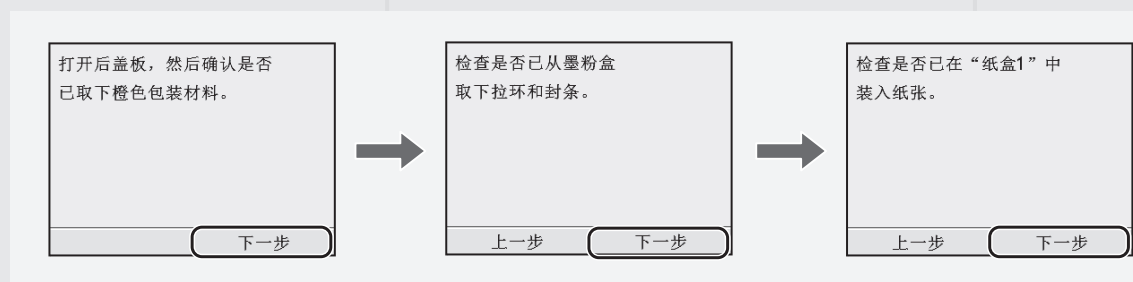 打开后盖板，然后确认是否
已取下橙色包装材料。
下一步
检查是否已从墨粉盒
取下拉环和封条。
上一步
下一步
检查是否已在“纸盒1”中
装入纸张。
上一步
下一步